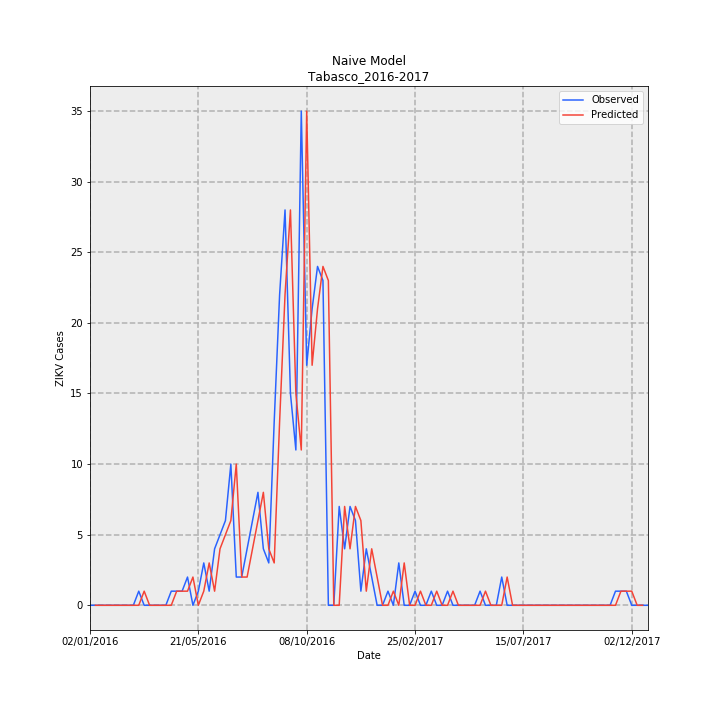 Naive Model
Tabasco_2016-2017
Observed
Predicted
35
30
25
20
15
10
5
0
ZIKV Cases
02/01/2016
21/05/2016
08/10/2016
25/02/2017
15/07/2017
02/12/2017
Date